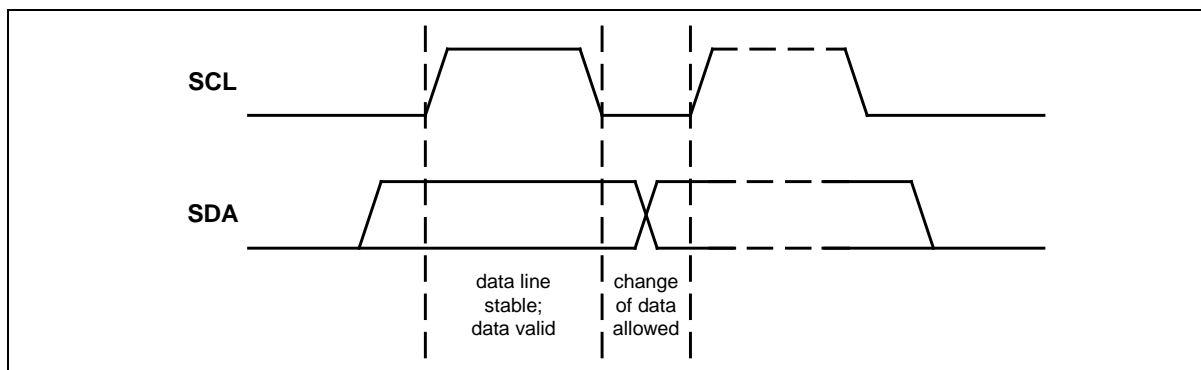 SCL
SDA
data line
stable;
data valid
change
of data
allowed